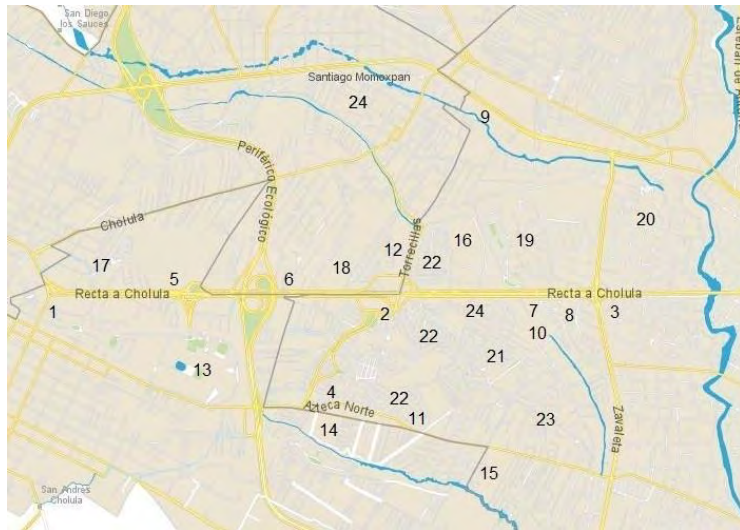 San Diego
los Sauces
Santiago Momoxpan
24
9
Periférico Ecológico
Cholula
20
17
5
6
18
12
Torrecillas
22
16
19
Recta a Cholula
Recta a Cholula
1
2
24
7
8
3
10
22
21
13
4
22
Azteca Norte
11
14
23
Zavaleta
15
San Andrés
Cholula